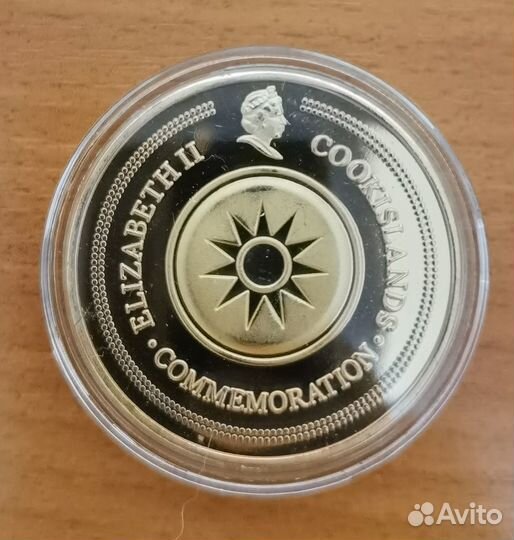 ELIZABETH II
COOK ISLANDS
· COMMEMORATION ·
Avito